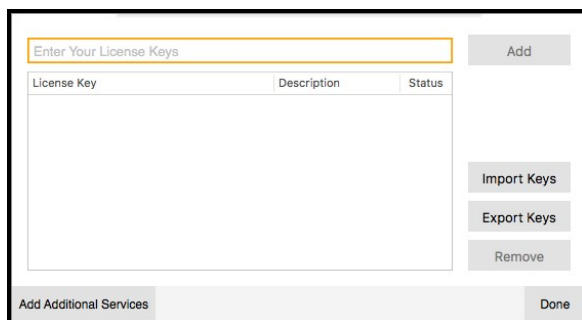 Enter Your License Keys
Add
License Key Description Status
Import Keys
Export Keys
Remove
Add Additional Services Done